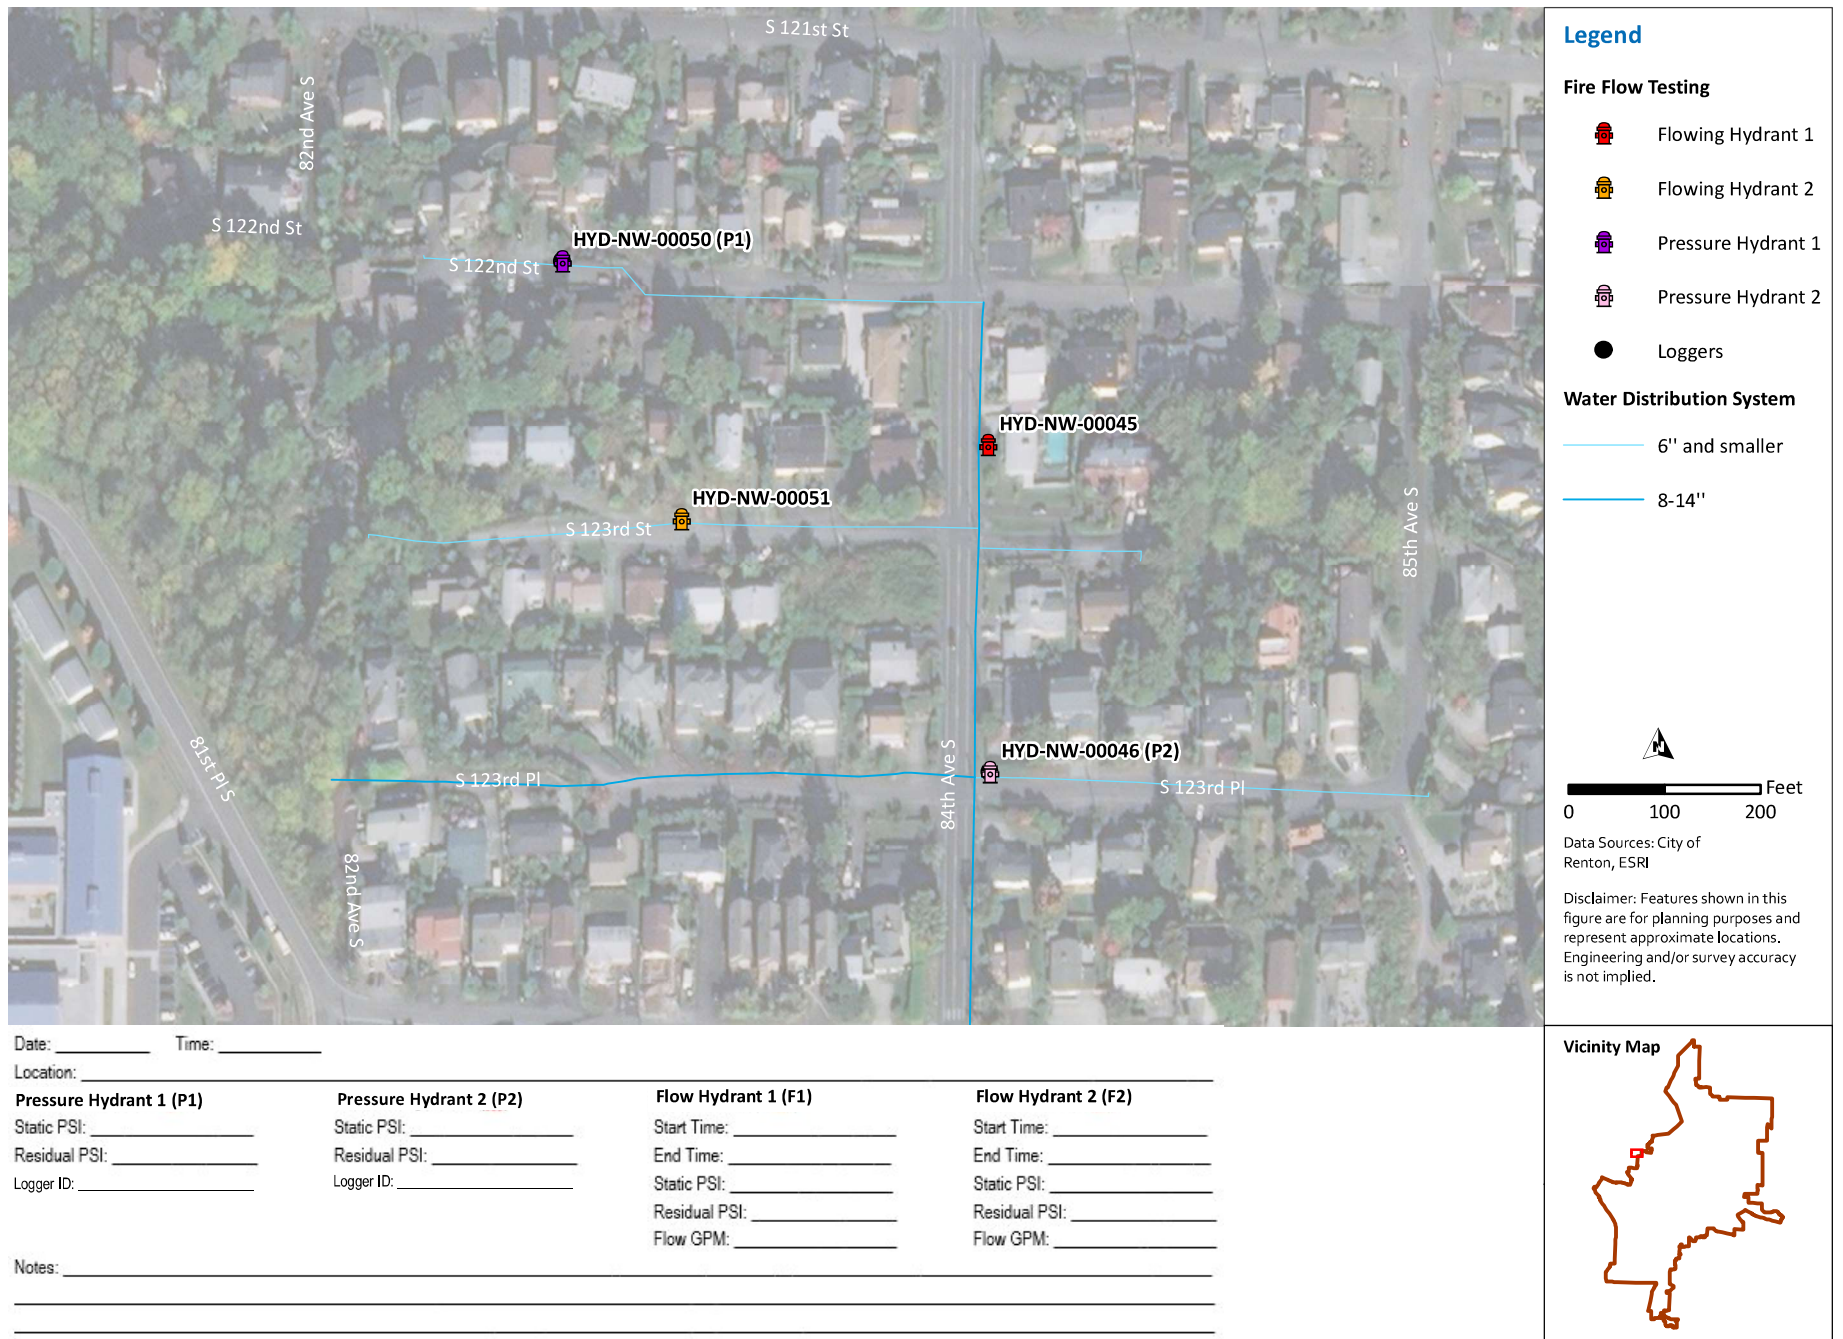 S 121st St
82nd Ave S
S 122nd St
HYD-NW-00050 (P1)
S 122nd St
HYD-NW-00045
HYD-NW-00051
S 123rd St
85th Ave S
81st Pl S
HYD-NW-00046 (P2)
S 123rd Pl
84th Ave S
S 123rd Pl
82nd Ave S
Legend
Fire Flow Testing
Flowing Hydrant 1
Flowing Hydrant 2
Pressure Hydrant 1
Pressure Hydrant 2
Loggers
Water Distribution System
6'' and smaller
8-14''
N
Feet
0 100 200
Data Sources: City of
Renton, ESRI
Disclaimer: Features shown in this
figure are for planning purposes and
represent approximate locations.
Engineering and/or survey accuracy
is not implied.
Vicinity Map
Date: Time:
Location:
Pressure Hydrant 1 (P1)
Static PSI:
Residual PSI:
Logger ID:
Pressure Hydrant 2 (P2)
Static PSI:
Residual PSI:
Logger ID:
Flow Hydrant 1 (F1)
Start Time:
End Time:
Static PSI:
Residual PSI:
Flow GPM:
Flow Hydrant 2 (F2)
Start Time:
End Time:
Static PSI:
Residual PSI:
Flow GPM:
Notes: